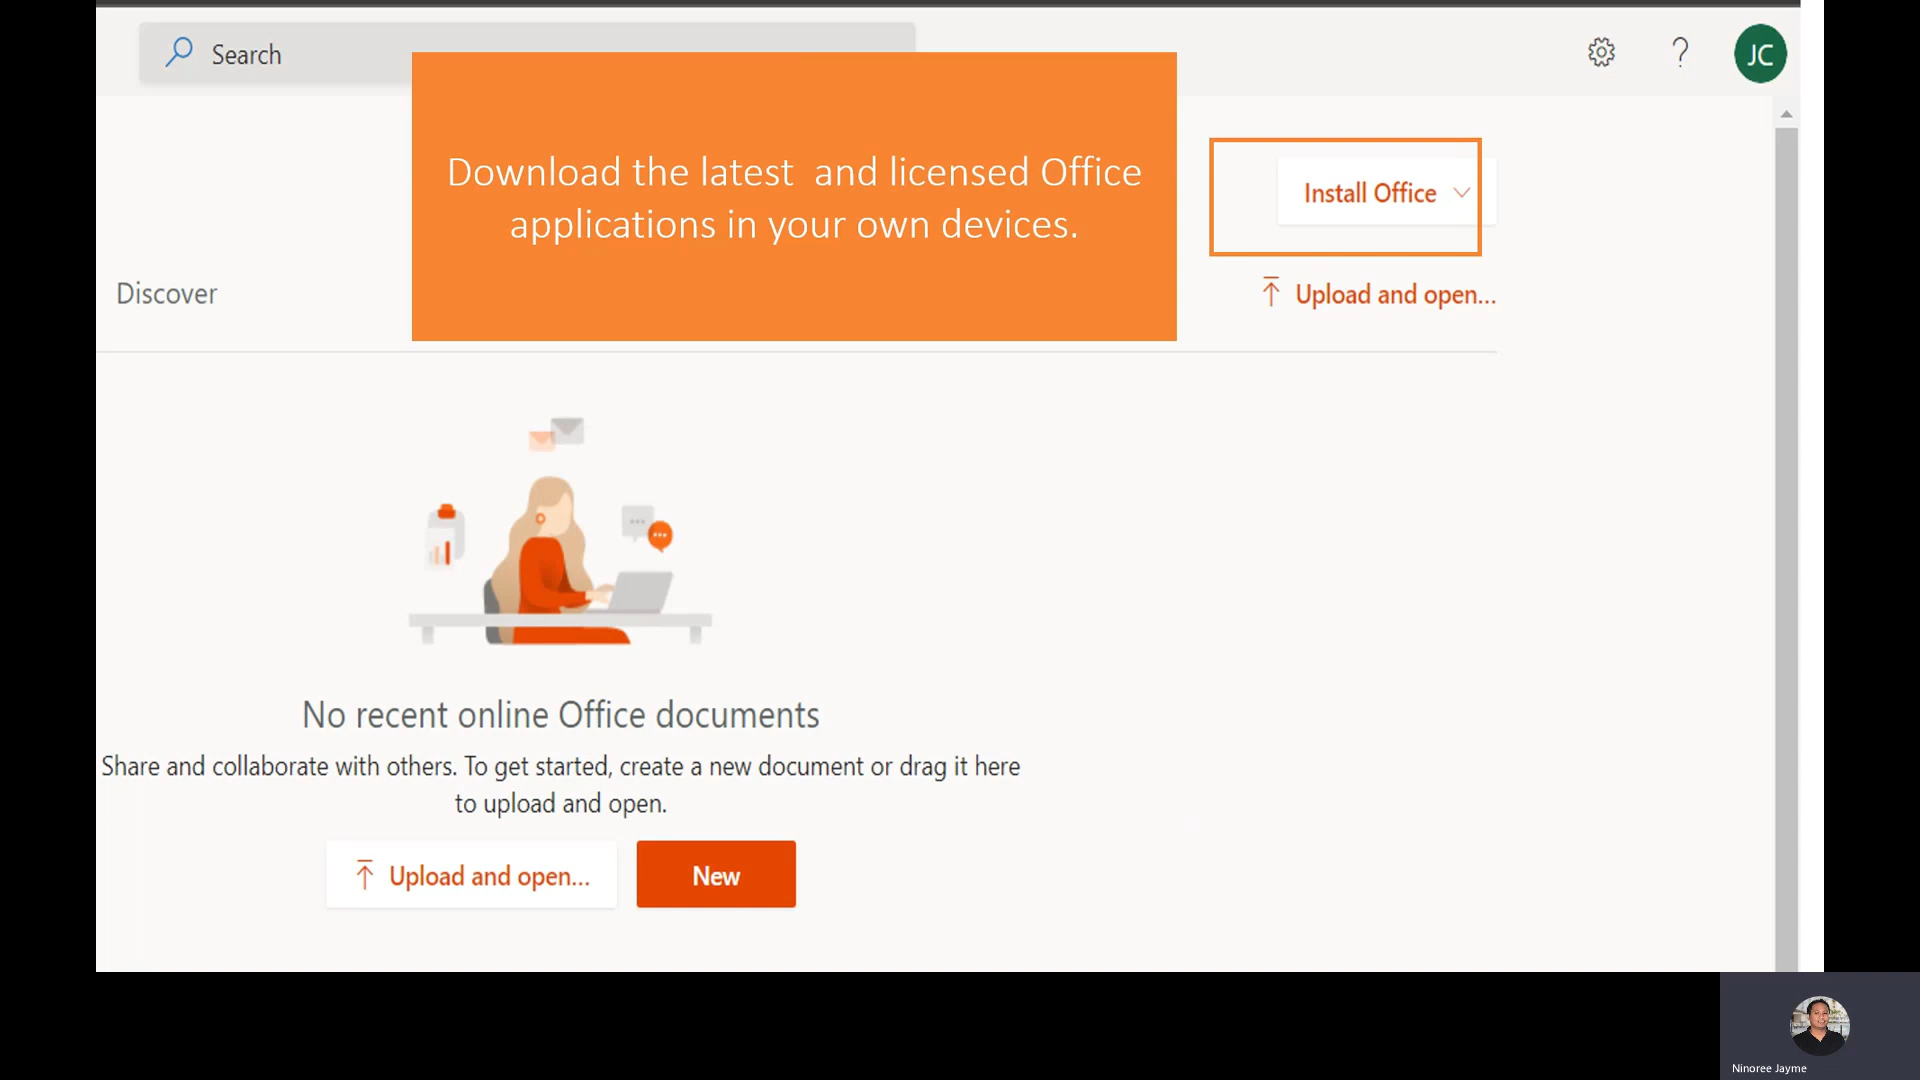 Search
JC
Download the latest  and licensed Office
applications in your own devices.
Install Office
Discover
Upload and open...
No recent online Office documents
Share and collaborate with others. To get started, create a new document or drag it here
to upload and open.
Upload and open...
New
Ninoree Jayme